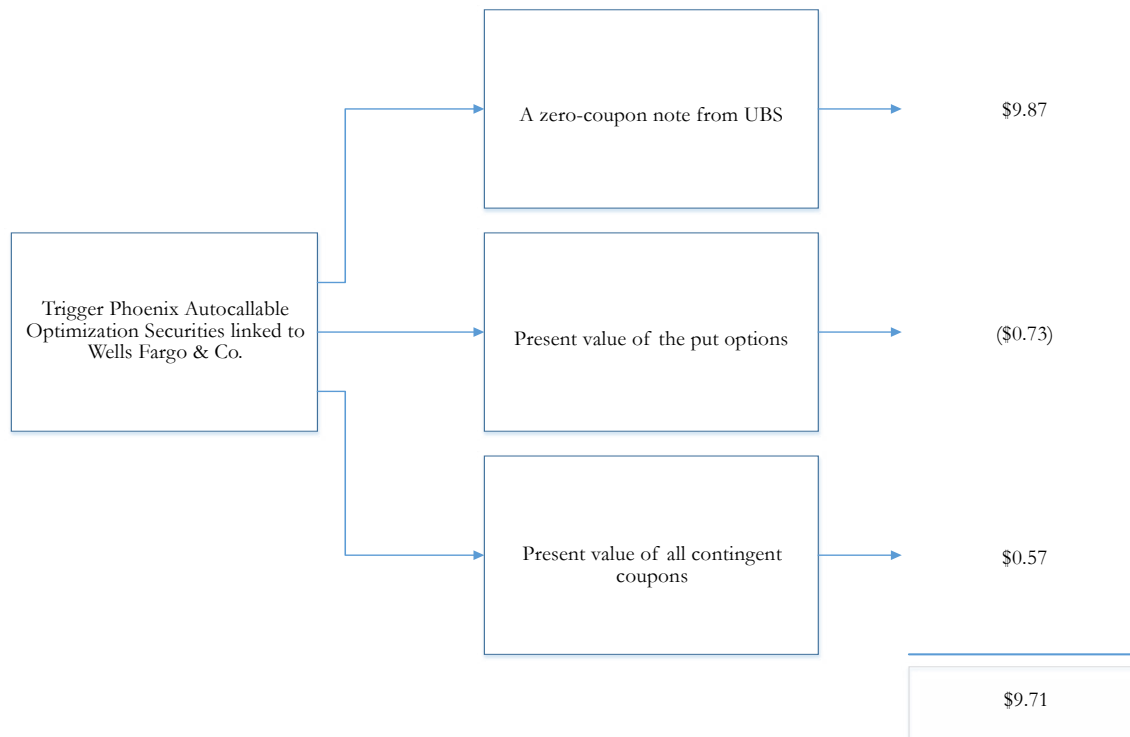 A zero-coupon note from UBS
$9.87
Trigger Phoenix Autocallable
Optimization Securities linked to
Wells Fargo & Co.
Present value of the put options
($0.73)
Present value of all contingent
coupons
$0.57
$9.71